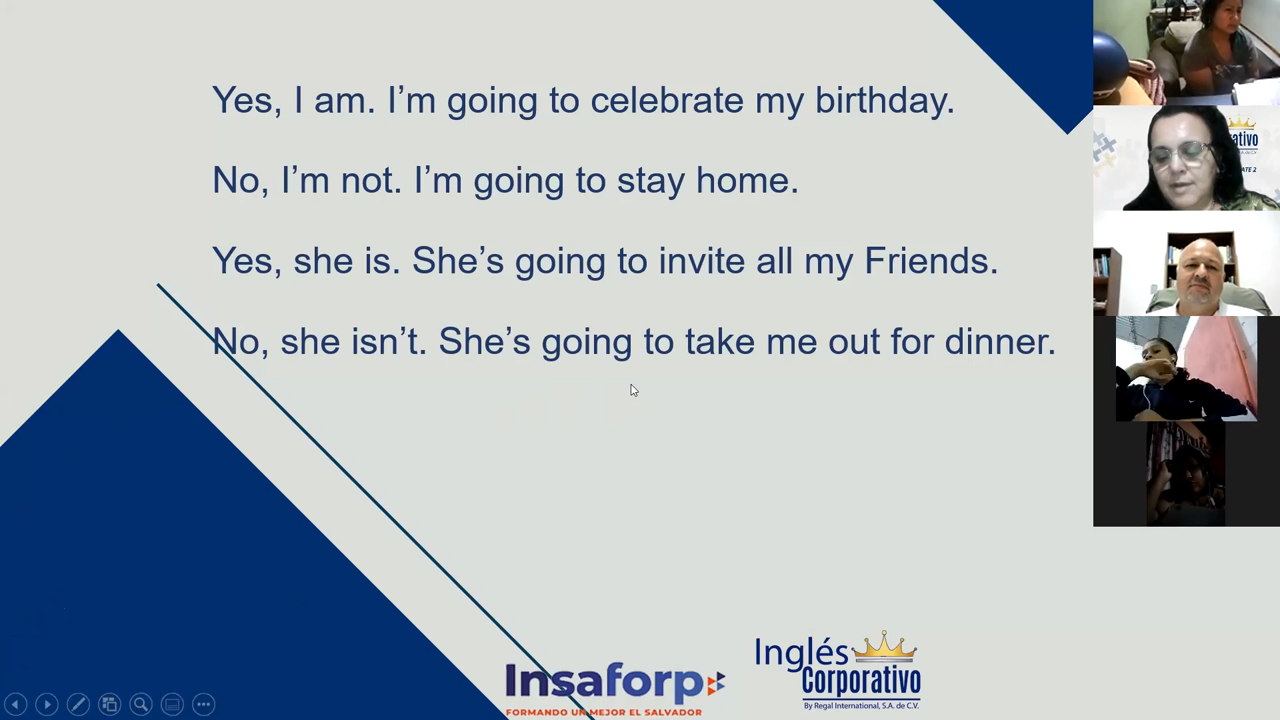 Yes, I am. I’m going to celebrate my birthday.
No, I’m not. I’m going to stay home.
Yes, she is. She’s going to invite all my Friends.
No, she isn’t. She’s going to take me out for dinner.
Insaforp
FORMANDO UN MEJOR EL SALVADOR
Inglés
Corporativo
By Regal International, S.A. de C.V.